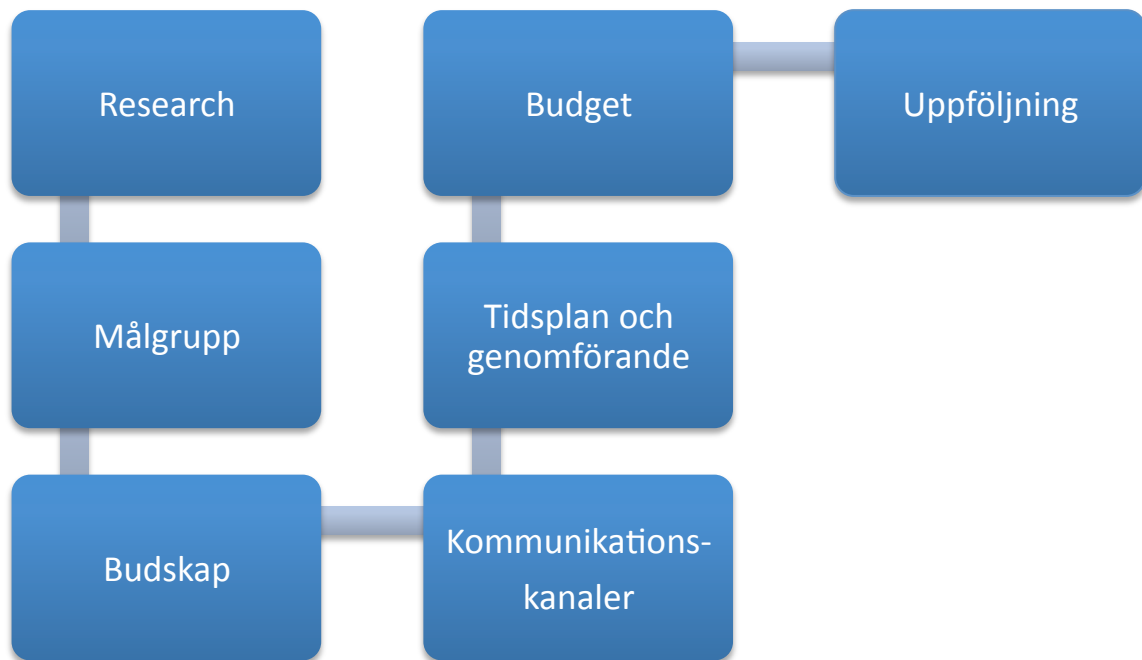 Research
Målgrupp
Budskap
Kommunikations-
kanaler
Tidsplan och
genomförande
Budget
Uppföljning